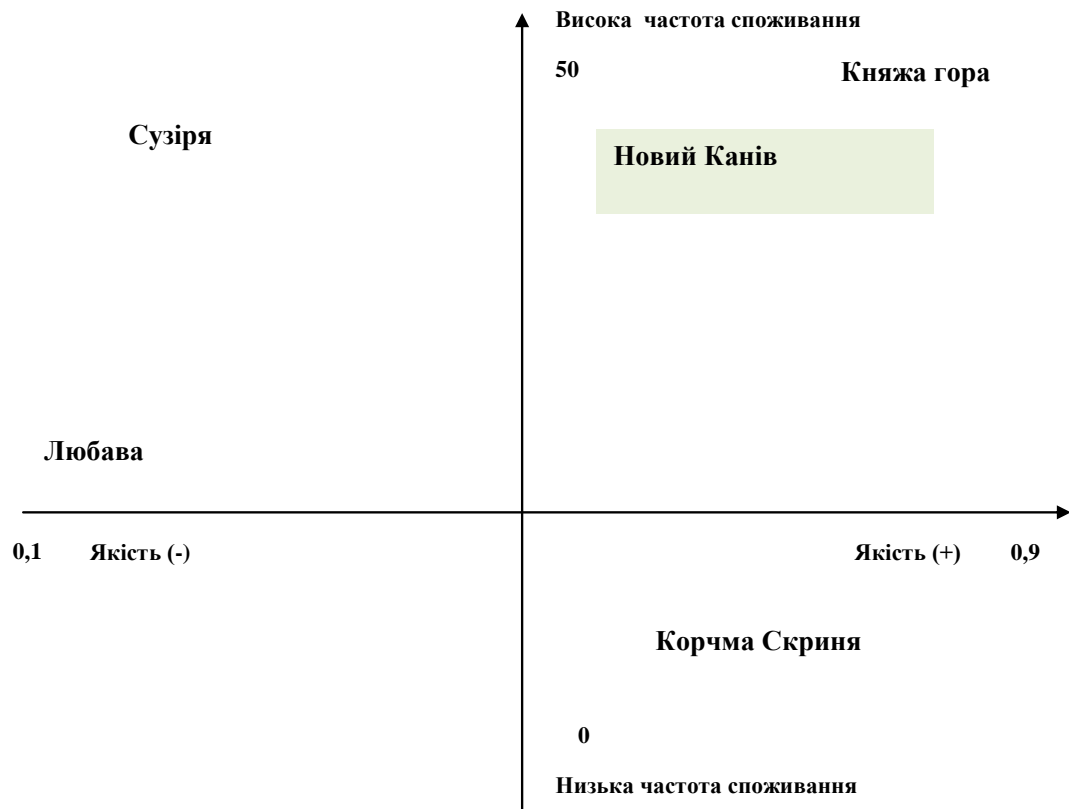 Висока  частота споживання
50
Княжа гора
Сузіря
Новий Канів
Любава
0,1 Якість (-) Якість (+) 0,9
Корчма Скриня
0
Низька частота споживання